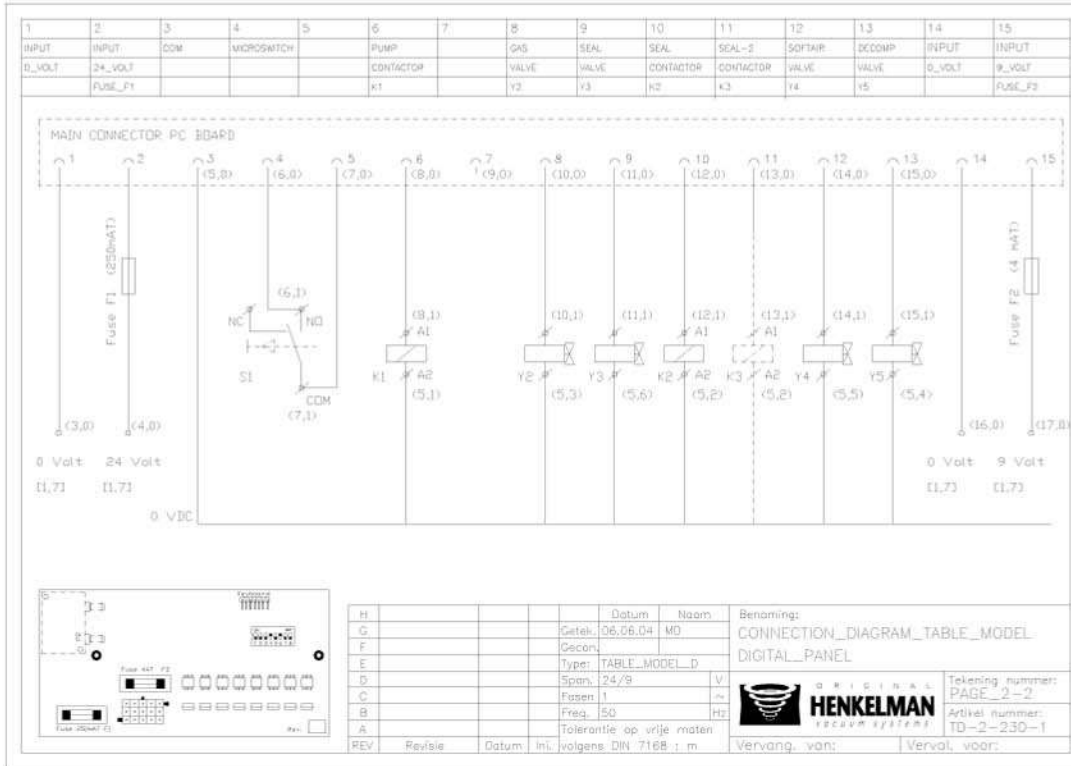 1 2 3 4 5 6 7 8 9 10 11 12 13 14 15
INPUT INPUT COM MICROSWITCH PUMP GAS SEAL SEAL SEAL-2 SOFTAIR DECOMP INPUT INPUT
0_VOLT 24_VOLT CONTACTOR VALVE VALVE CONTACTOR CONTACTOR VALVE VALVE 0_VOLT 9_VOLT
FUSE_F1 K1 Y2 Y3 K2 K3 Y4 Y5 FUSE_F2
MAIN CONNECTOR PC BOARD
1 2 3 4 5 6 7 8 9 10 11 12 13 14 15
(5,0) (6,0) (7,0) (8,0) (9,0) (10,0) (11,0) (12,0) (13,0) (14,0) (15,0)
Fuse F1 (250mAT)
Fuse F2 (4 MAT)
(6,1)
NC NO
S1
COM
(7,1)
(8,1) (10,1) (11,1) (12,1) (13,1) (14,1) (15,1)
A1 A1 A1
K1 A2 Y2 Y3 K2 A2 K3 A2 Y4 Y5
(5,1) (5,3) (5,6) (5,2) (5,2) (5,5) (5,4)
(3,0) (4,0) (16,0) (17,0)
0 Volt 24 Volt 0 Volt 9 Volt
[1,7] [1,7] [1,7] [1,7]
0 VDC
Fuse 4AT F2
Fuse 250mAT F1
Rev.
H Datum Naam
G Getek. 06.06.04 MD
F Gecon.
E Type: TABLE_MODEL_D
D Span. 24/9 V
C Fasen 1 ~
B Freq. 50 Hz
A Tolerantie op vrije maten
REV Revisie Datum Ini. volgens DIN 7168 : m
Benaming:
CONNECTION_DIAGRAM_TABLE_MODEL
DIGITAL_PANEL
ORIGINAL
HENKELMAN
vacuum systems
Tekening nummer:
PAGE_2-2
Artikel nummer:
TD-2-230-1
Vervang. van: Verval. voor: